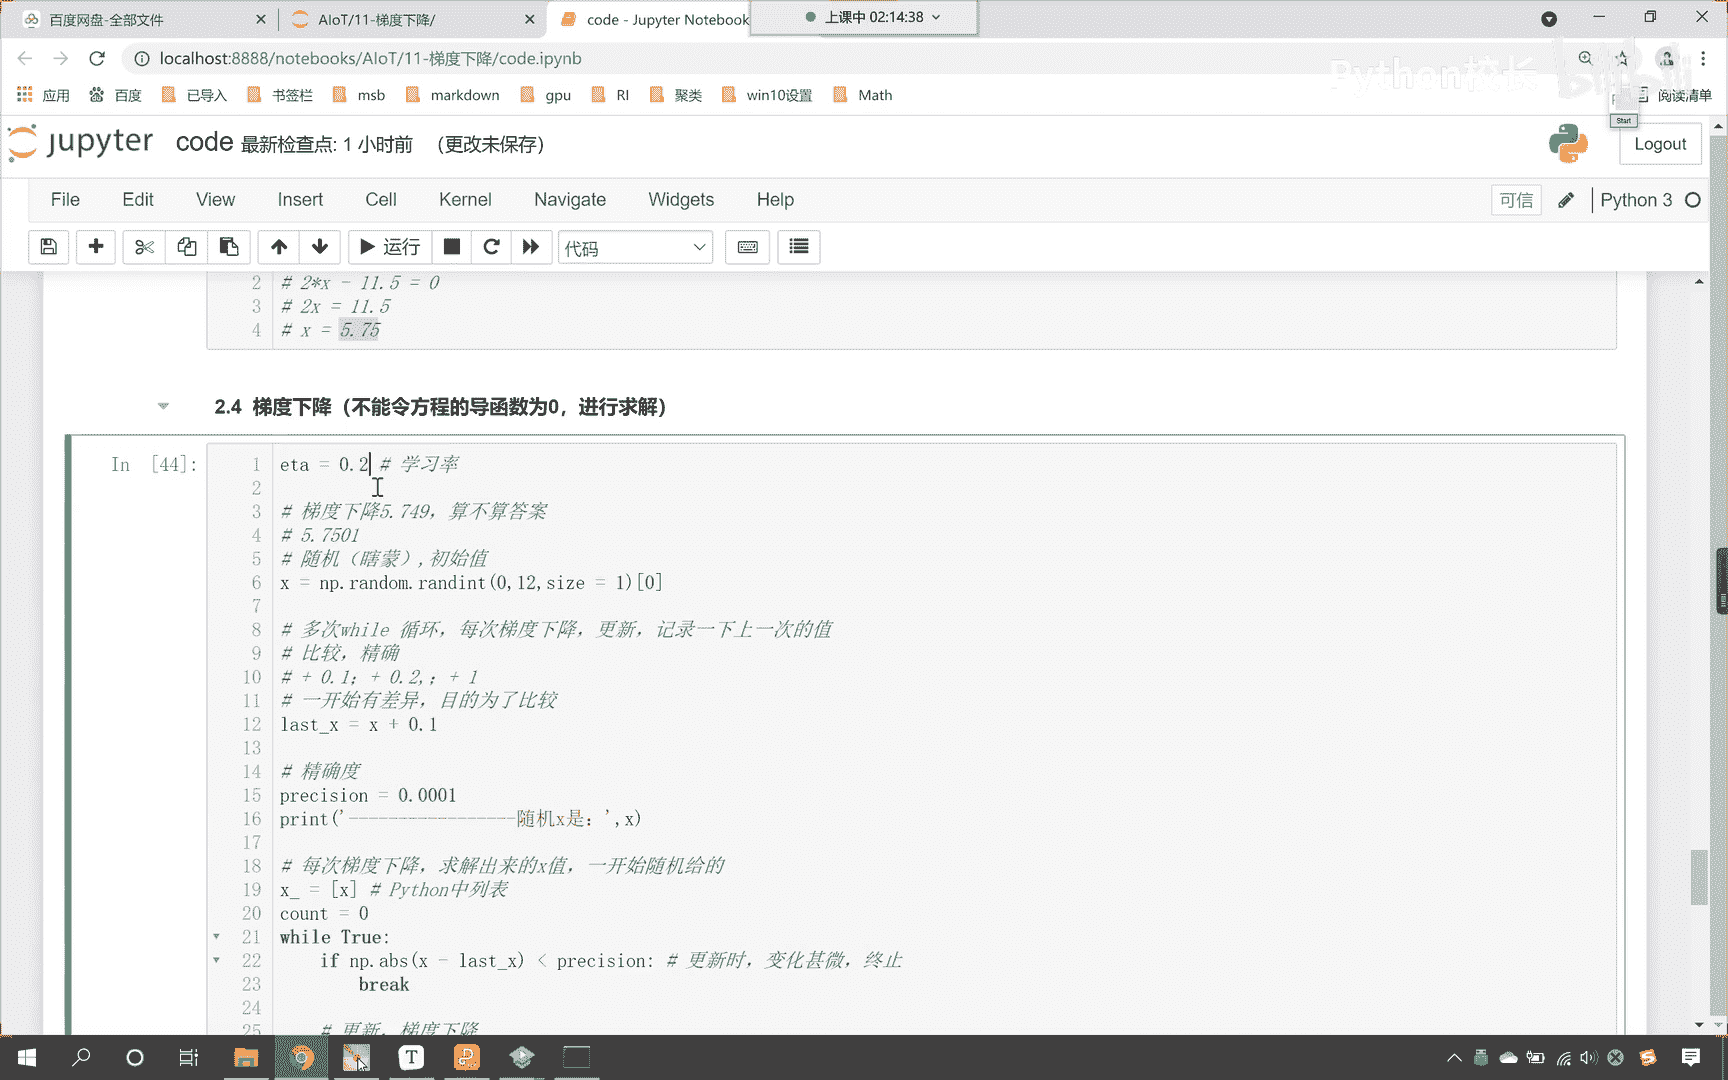 百度网盘-全部文件
AIoT/11-梯度下降/
code - Jupyter Notebook
上课中 02:14:38
localhost:8888/notebooks/AIoT/11-梯度下降/code.ipynb
Python校长
应用 百度 已导入 书签栏 msb markdown gpu RI 聚类 win10设置 Math 阅读清单
Start
jupyter code 最新检查点: 1 小时前 (更改未保存)
Logout
File Edit View Insert Cell Kernel Navigate Widgets Help 可信 Python 3
运行 代码
2 # 2*x - 11.5 = 0
3 # 2x = 11.5
4 # x = 5.75
2.4 梯度下降（不能令方程的导函数为0，进行求解）
In [44]:
1 eta = 0.2 # 学习率
2
3 # 梯度下降5.749，算不算答案
4 # 5.7501
5 # 随机（瞎蒙）,初始值
6 x = np.random.randint(0,12,size = 1)[0]
7
8 # 多次while 循环，每次梯度下降，更新，记录一下上一次的值
9 # 比较，精确
10 # + 0.1; + 0.2,; + 1
11 # 一开始有差异，目的为了比较
12 last_x = x + 0.1
13
14 # 精确度
15 precision = 0.0001
16 print('-----------------随机x是：',x)
17
18 # 每次梯度下降，求解出来的x值，一开始随机给的
19 x_ = [x] # Python中列表
20 count = 0
21 while True:
22 if np.abs(x - last_x) < precision: # 更新时，变化甚微，终止
23 break
24
25 # 更新，梯度下降